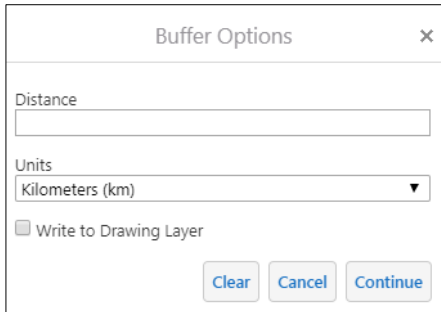 Buffer Options ×
Distance
Units
Kilometers (km)
Write to Drawing Layer
Clear Cancel Continue